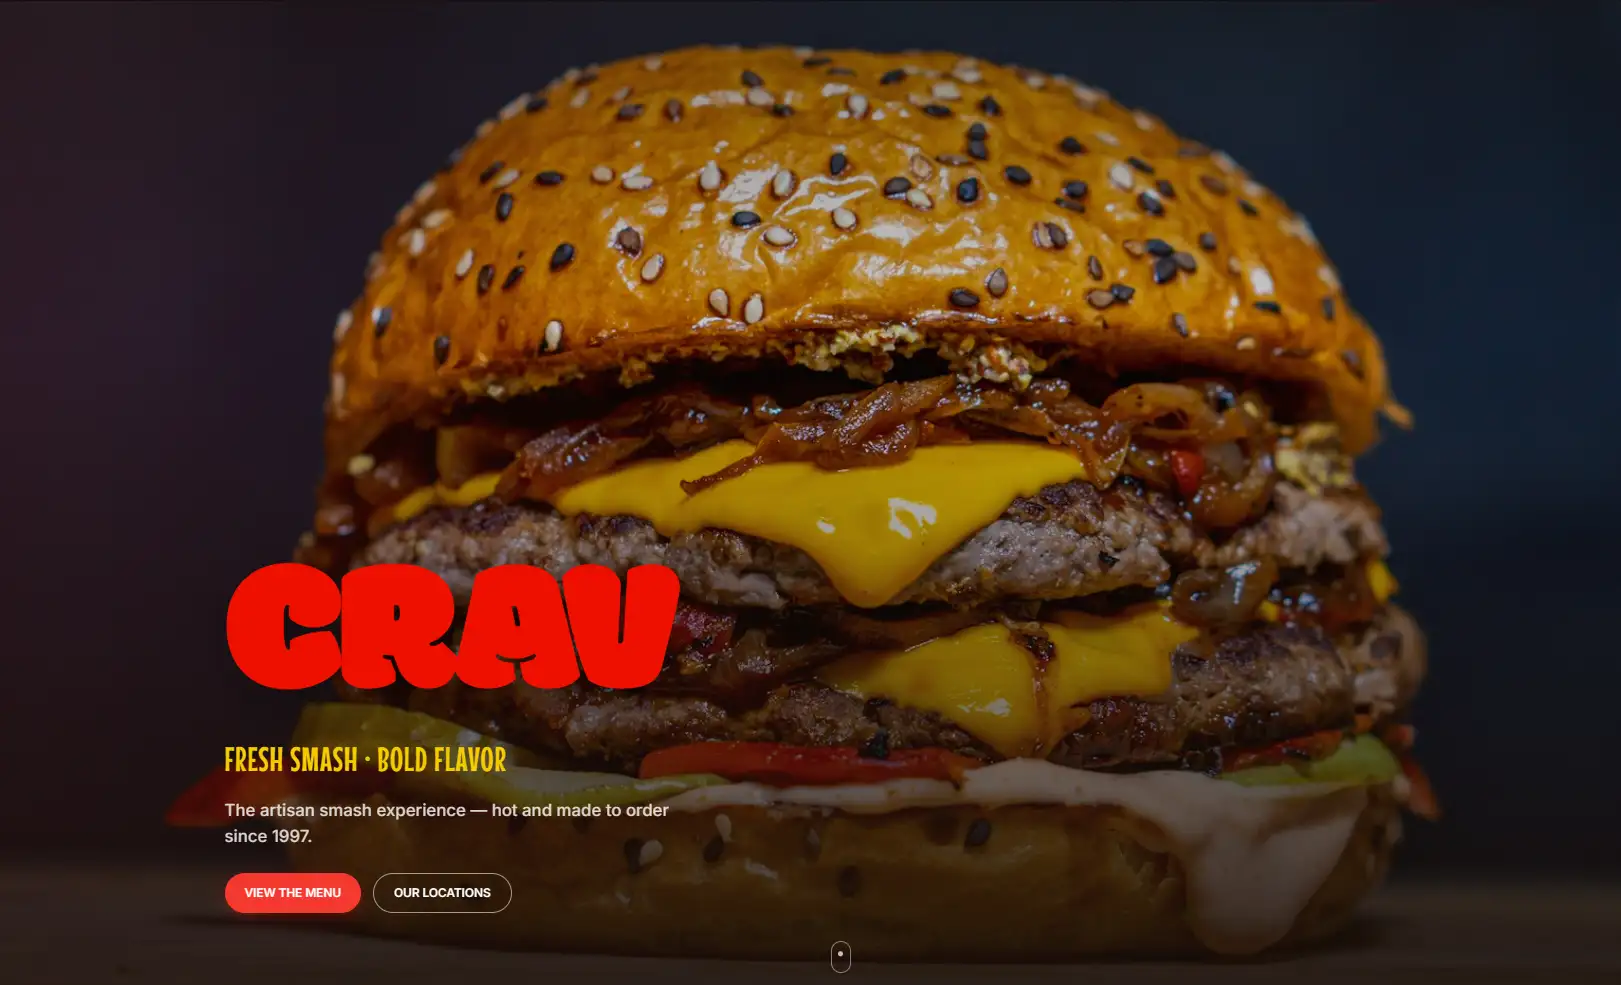 CRAV
FRESH SMASH · BOLD FLAVOR
The artisan smash experience — hot and made to order
since 1997.
VIEW THE MENU
OUR LOCATIONS